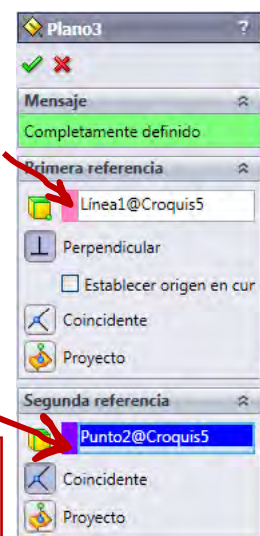 Plano3 ?
Mensaje
Completamente definido
Primera referencia
Línea1@Croquis5
Perpendicular
Establecer origen en cur
Coincidente
Proyecto
Segunda referencia
Punto2@Croquis5
Coincidente
Proyecto